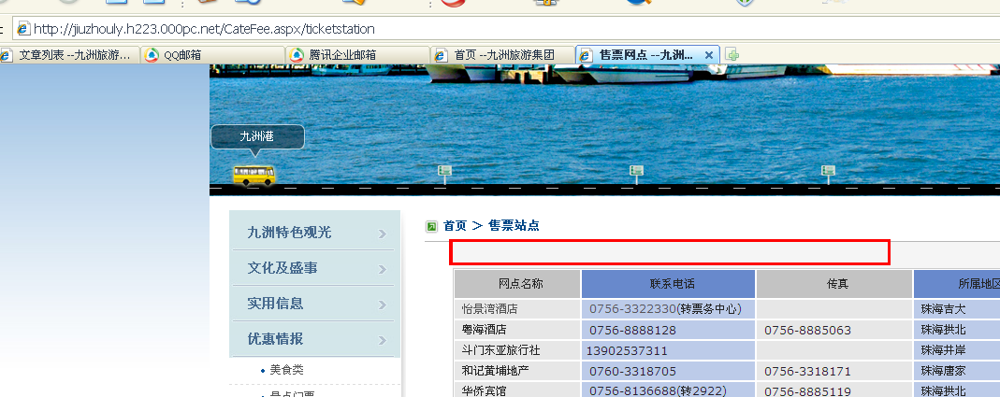 http://jiuzhouly.h223.000pc.net/CateFee.aspx/ticketstation
文章列表 --九洲旅游... QQ邮箱 腾讯企业邮箱 首页 --九洲旅游集团 售票网点 --九洲...
九洲港
九洲特色观光
文化及盛事
实用信息
优惠情报
美食类
景点门票
首页 > 售票站点
网点名称 联系电话 传真 所属地区
怡景湾酒店 0756-3322330(转票务中心) 珠海吉大
粤海酒店 0756-8888128 0756-8885063 珠海拱北
斗门东亚旅行社 13902537311 珠海井岸
和记黄埔地产 0760-3318705 0756-3318171 珠海唐家
华侨宾馆 0756-8136688(转2922) 0756-8885119 珠海拱北